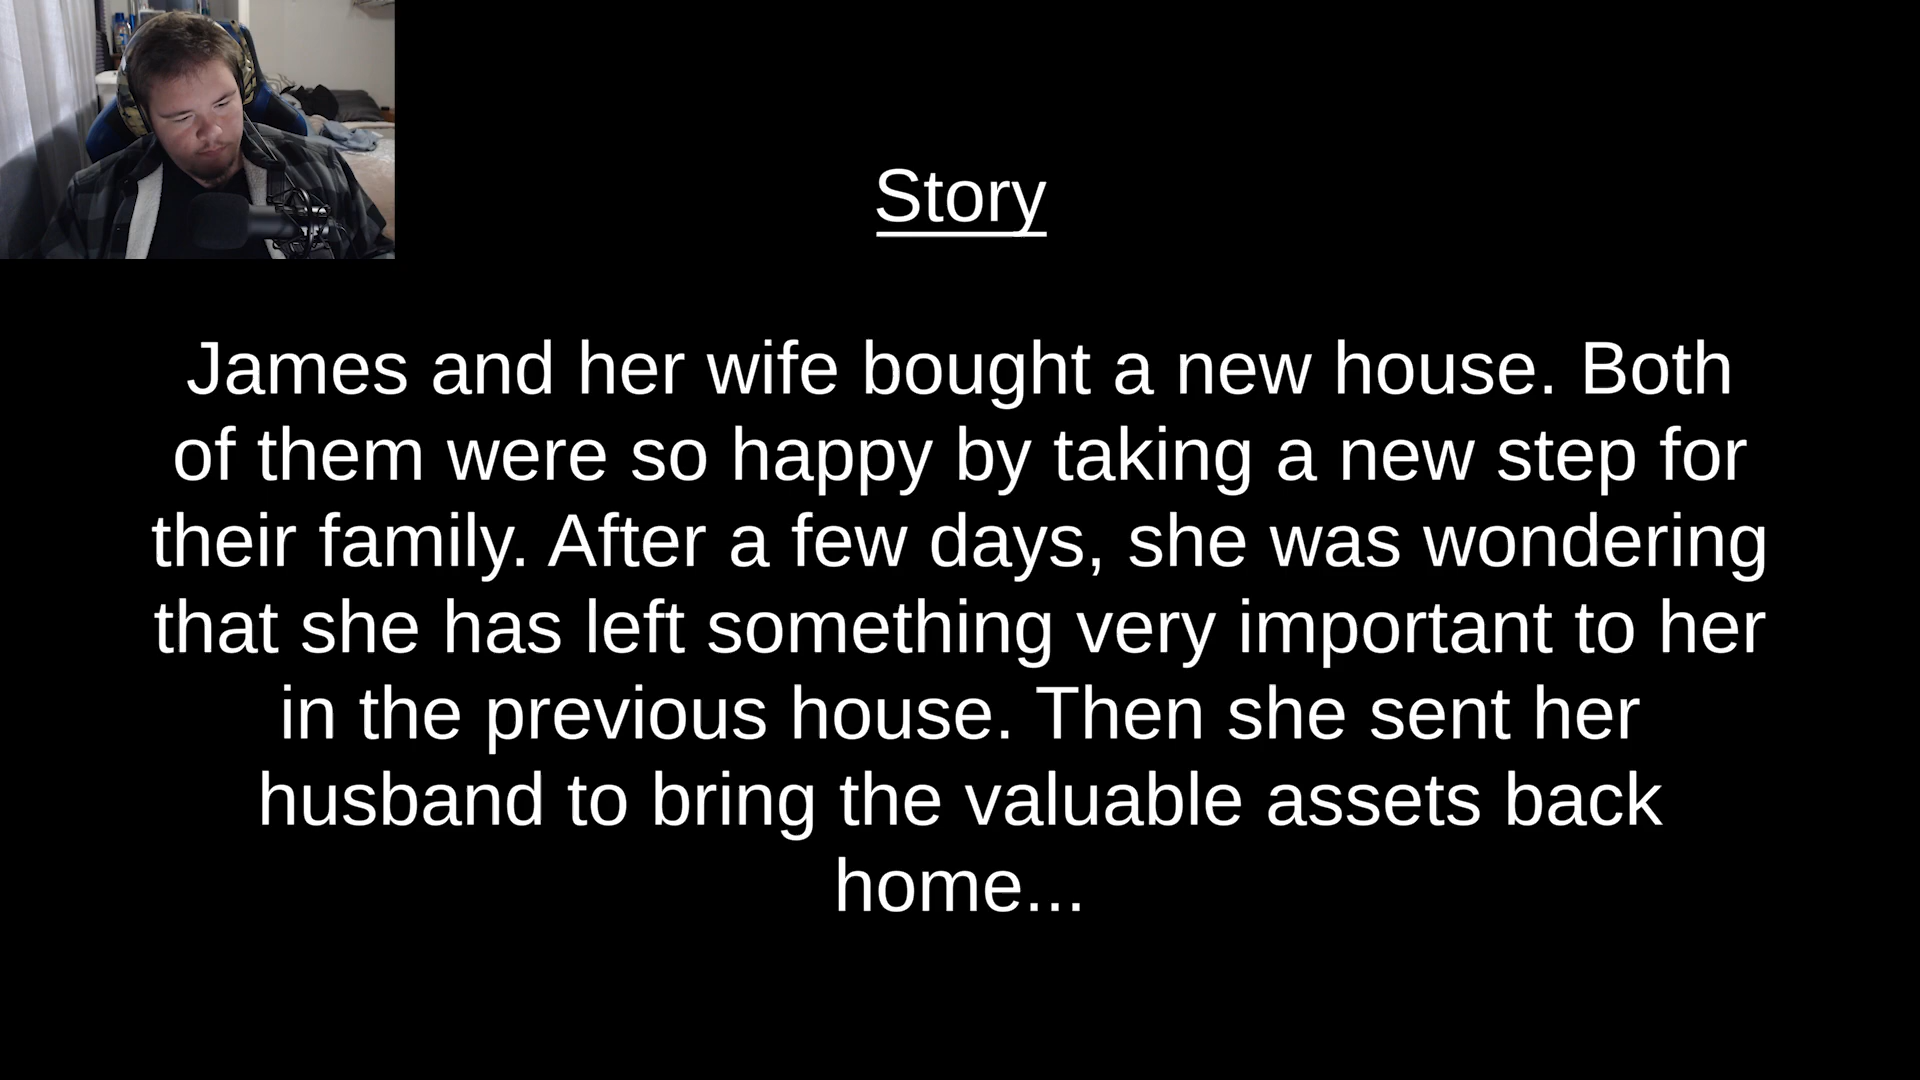 Story
James and her wife bought a new house. Both
of them were so happy by taking a new step for
their family. After a few days, she was wondering
that she has left something very important to her
in the previous house. Then she sent her
husband to bring the valuable assets back
home...